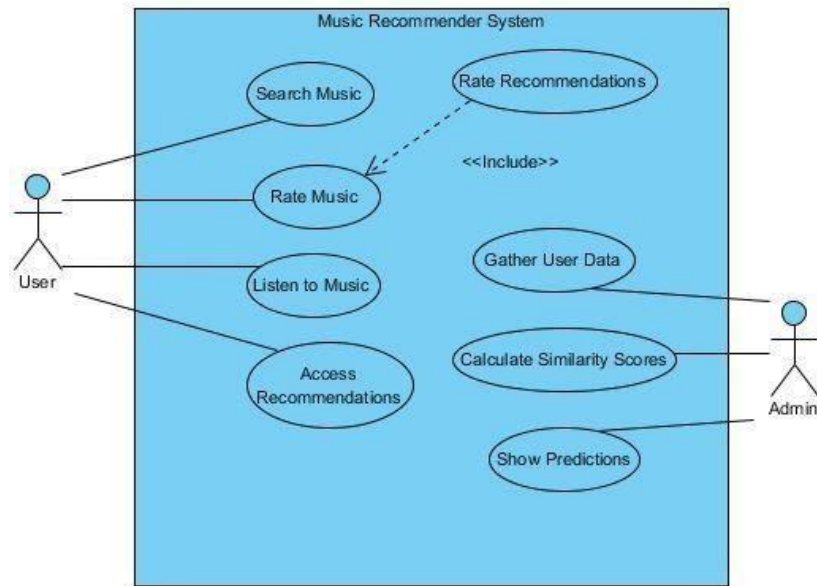 Music Recommender System
Search Music
Rate Recommendations
<<Include>>
Rate Music
Gather User Data
Listen to Music
User
Calculate Similarity Scores
Access
Recommendations
Admin
Show Predictions